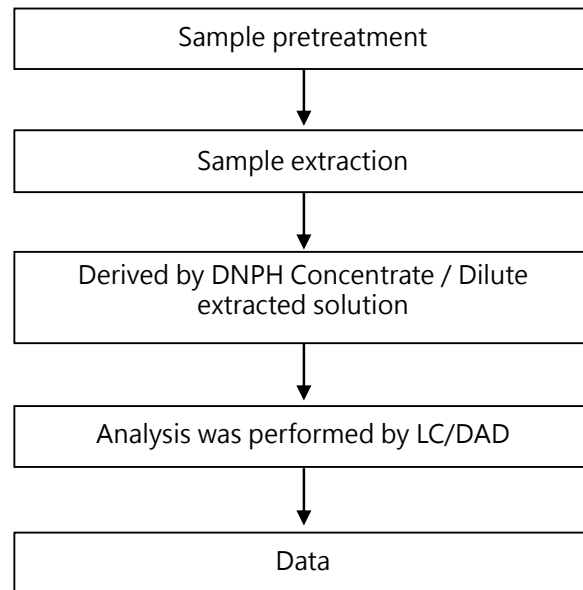 Sample pretreatment
Sample extraction
Derived by DNPH Concentrate / Dilute
extracted solution
Analysis was performed by LC/DAD
Data